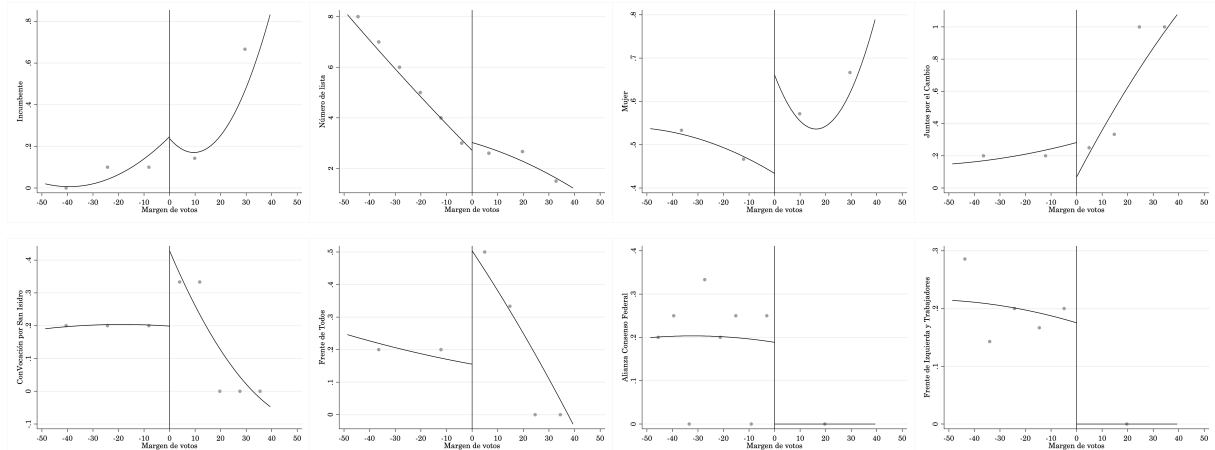 .8
.6
.4
.2
0
Incumbente
-50 -40 -30 -20 -10 0 10 20 30 40 50
Margen de votos
8
6
4
2
Número de lista
-50 -40 -30 -20 -10 0 10 20 30 40 50
Margen de votos
.8
.7
.6
.5
.4
Mujer
-50 -40 -30 -20 -10 0 10 20 30 40 50
Margen de votos
1
.8
.6
.4
.2
0
Juntos por el Cambio
-50 -40 -30 -20 -10 0 10 20 30 40 50
Margen de votos
.4
.3
.2
.1
0
-.1
ConVocación por San Isidro
-50 -40 -30 -20 -10 0 10 20 30 40 50
Margen de votos
.5
.4
.3
.2
.1
0
Frente de Todos
-50 -40 -30 -20 -10 0 10 20 30 40 50
Margen de votos
.4
.3
.2
.1
0
Alianza Consenso Federal
-50 -40 -30 -20 -10 0 10 20 30 40 50
Margen de votos
.3
.2
.1
0
Frente de Izquierda y Trabajadores
-50 -40 -30 -20 -10 0 10 20 30 40 50
Margen de votos